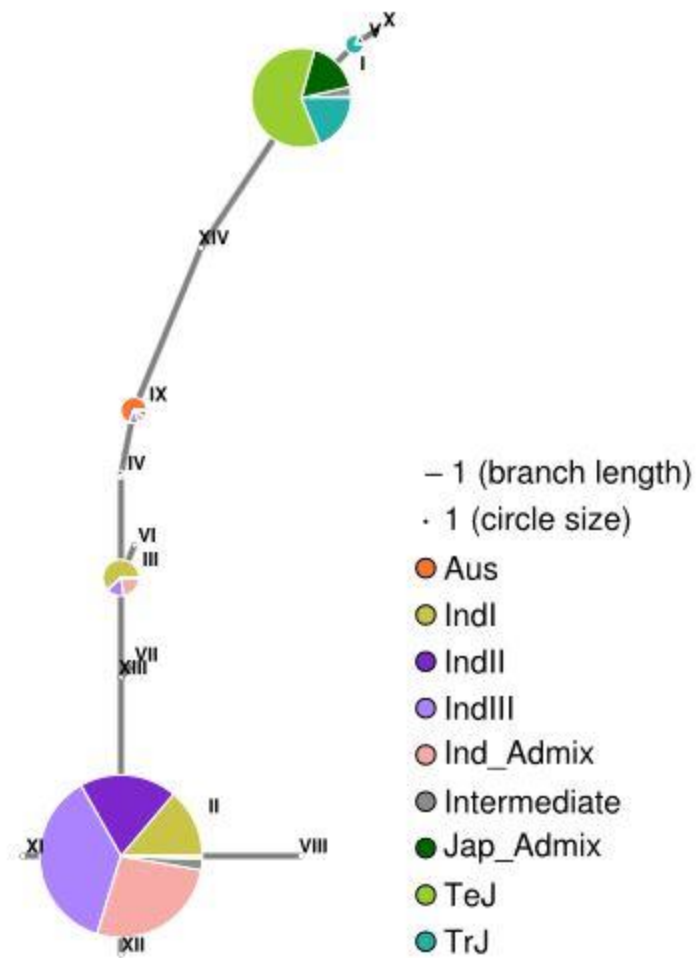 X
V
I
XIV
IX
IV
VI
III
VII
XIII
II
XI
VIII
XII
– 1 (branch length)
· 1 (circle size)
Aus
IndI
IndII
IndIII
Ind_Admix
Intermediate
Jap_Admix
TeJ
TrJ